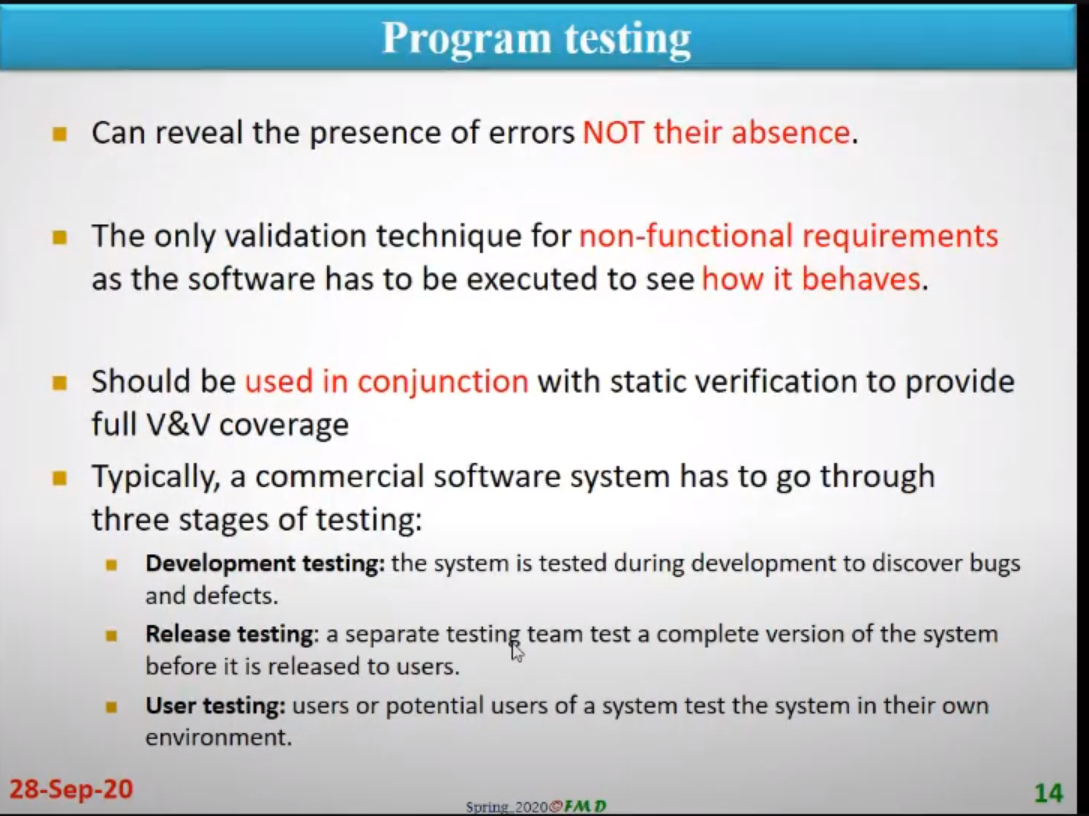 Program testing
Can reveal the presence of errors NOT their absence.
The only validation technique for non-functional requirements
as the software has to be executed to see how it behaves.
Should be used in conjunction with static verification to provide
full V&V coverage
Typically, a commercial software system has to go through
three stages of testing:
Development testing: the system is tested during development to discover bugs
and defects.
Release testing: a separate testing team test a complete version of the system
before it is released to users.
User testing: users or potential users of a system test the system in their own
environment.
28-Sep-20
Spring_2020©FMD
14